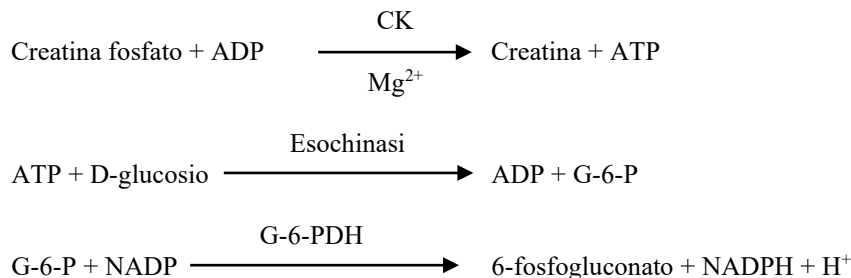 CK
Creatina fosfato + ADP Creatina + ATP
Mg²⁺
Esochinasi
ATP + D-glucosio ADP + G-6-P
G-6-PDH
G-6-P + NADP 6-fosfogluconato + NADPH + H⁺